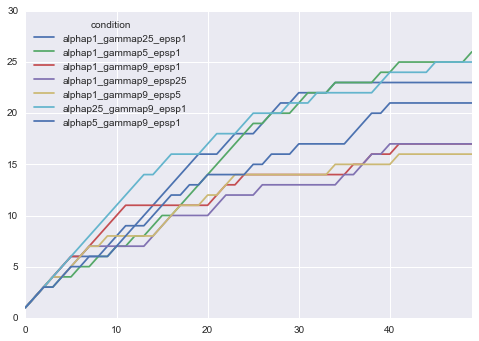 30
25
20
15
10
5
0
condition
alphap1_gammap25_epsp1
alphap1_gammap5_epsp1
alphap1_gammap9_epsp1
alphap1_gammap9_epsp25
alphap1_gammap9_epsp5
alphap25_gammap9_epsp1
alphap5_gammap9_epsp1
0 10 20 30 40